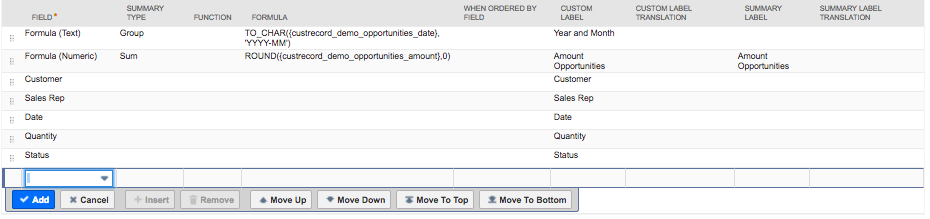 FIELD * SUMMARY TYPE FUNCTION FORMULA WHEN ORDERED BY FIELD CUSTOM LABEL CUSTOM LABEL TRANSLATION SUMMARY LABEL SUMMARY LABEL TRANSLATION
Formula (Text) Group TO_CHAR({custrecord_demo_opportunities_date}, 'YYYY-MM') Year and Month
Formula (Numeric) Sum ROUND({custrecord_demo_opportunities_amount},0) Amount Opportunities Amount Opportunities
Customer Customer
Sales Rep Sales Rep
Date Date
Quantity Quantity
Status Status
Add Cancel Insert Remove Move Up Move Down Move To Top Move To Bottom